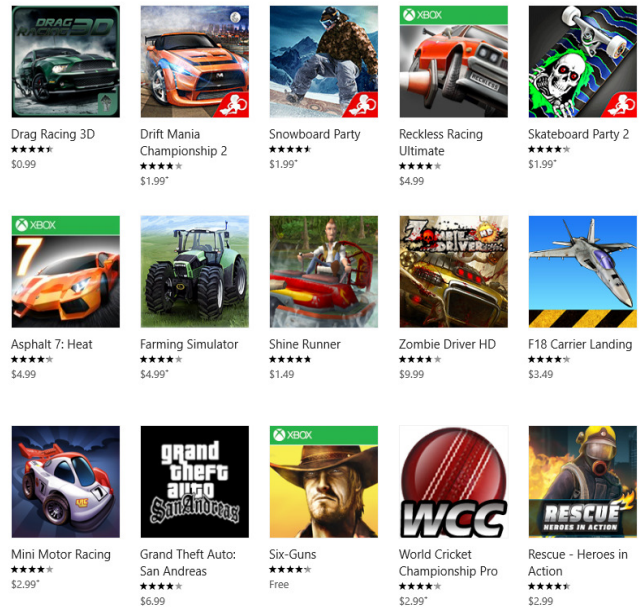 DRAG
RACING 3D
XBOX
Drag Racing 3D
$0.99
Drift Mania
Championship 2
$1.99*
Snowboard Party
$1.99*
Reckless Racing
Ultimate
$4.99
Skateboard Party 2
$1.99*
XBOX
7
ZOMBIE
DRIVER HD
Asphalt 7: Heat
$4.99
Farming Simulator
$4.99*
Shine Runner
$1.49
Zombie Driver HD
$9.99
F18 Carrier Landing
$3.49
grand
theft
auto
San Andreas
XBOX
WCC
RESCUE
HEROES IN ACTION
Mini Motor Racing
$2.99*
Grand Theft Auto:
San Andreas
$6.99
Six-Guns
Free
World Cricket
Championship Pro
$2.99*
Rescue - Heroes in
Action
$2.99